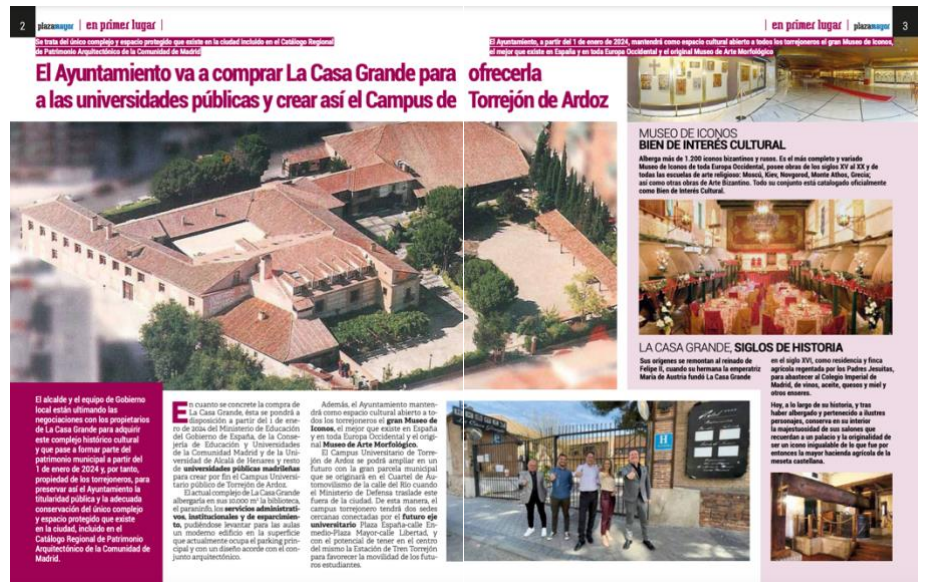 2
plazamayor | en primer lugar |
Se trata del único complejo y espacio protegido que existe en la ciudad incluido en el Catálogo Regional
de Patrimonio Arquitectónico de la Comunidad de Madrid
| en primer lugar | plazamayor
3
El Ayuntamiento, a partir del 1 de enero de 2024, mantendrá como espacio cultural abierto a todos los torrejoneros el gran Museo de Iconos,
el mejor que existe en España y en toda Europa Occidental y el original Museo de Arte Morfológico
El Ayuntamiento va a comprar La Casa Grande para ofrecerla
a las universidades públicas y crear así el Campus de Torrejón de Ardoz
El alcalde y el equipo de Gobierno
local están ultimando las
negociaciones con los propietarios
de La Casa Grande para adquirir
este complejo histórico cultural
y que pase a formar parte del
patrimonio municipal a partir del
1 de enero de 2024 y, por tanto,
propiedad de los torrejoneros, para
preservar así el Ayuntamiento la
titularidad pública y la adecuada
conservación del único complejo
y espacio protegido que existe
en la ciudad, incluido en el
Catálogo Regional de Patrimonio
Arquitectónico de la Comunidad de
Madrid.
En cuanto se concrete la compra de
La Casa Grande, ésta se pondrá a
disposición a partir del 1 de ene-
ro de 2024 del Ministerio de Educación
del Gobierno de España, de la Conse-
jería de Educación y Universidades
de la Comunidad Madrid y de la Uni-
versidad de Alcalá de Henares y resto
de universidades públicas madrileñas
para crear por fin el Campus Universi-
tario público de Torrejón de Ardoz.
El actual complejo de La Casa Grande
albergaría en sus 10.000 m² la biblioteca,
el paraninfo, los servicios administrati-
vos, institucionales y de esparcimien-
to, pudiéndose levantar para las aulas
un moderno edificio en la superficie
que actualmente ocupa el parking prin-
cipal y con un diseño acorde con el con-
junto arquitectónico.
Además, el Ayuntamiento manten-
drá como espacio cultural abierto a to-
dos los torrejoneros el gran Museo de
Iconos, el mejor que existe en España
y en toda Europa Occidental y el origi-
nal Museo de Arte Morfológico.
El Campus Universitario de Torre-
jón de Ardoz se podrá ampliar en un
futuro con la gran parcela municipal
que se originará en el Cuartel de Au-
tomovilismo de la calle del Río cuando
el Ministerio de Defensa traslade este
fuera de la ciudad. De esta manera, el
campus torrejonero tendrá dos sedes
cercanas conectadas por el futuro eje
universitario Plaza España-calle En-
medio-Plaza Mayor-calle Libertad, y
con el potencial de tener en el centro
del mismo la Estación de Tren Torrejón
para favorecer la movilidad de los futu-
ros estudiantes.
H
MUSEO DE ICONOS
BIEN DE INTERÉS CULTURAL
Alberga más de 1.200 iconos bizantinos y rusos. Es el más completo y variado
Museo de Iconos de toda Europa Occidental, posee obras de los siglos XV al XX y de
todas las escuelas de arte religioso: Moscú, Kiev, Novgorod, Monte Athos, Grecia;
así como otras obras de Arte Bizantino. Todo su conjunto está catalogado oficialmente
como Bien de Interés Cultural.
LA CASA GRANDE, SIGLOS DE HISTORIA
Sus orígenes se remontan al reinado de
Felipe II, cuando su hermana la emperatriz
María de Austria fundó La Casa Grande
en el siglo XVI, como residencia y finca
agrícola regentada por los Padres Jesuitas,
para abastecer al Colegio Imperial de
Madrid, de vinos, aceite, quesos y miel y
otros enseres.
Hoy, a lo largo de su historia, y tras
haber albergado y pertenecido a ilustres
personajes, conserva en su interior
la majestuosidad de sus salones que
recuerdan a un palacio y la originalidad de
ser un icono inigualable de lo que fue por
entonces la mayor hacienda agrícola de la
meseta castellana.